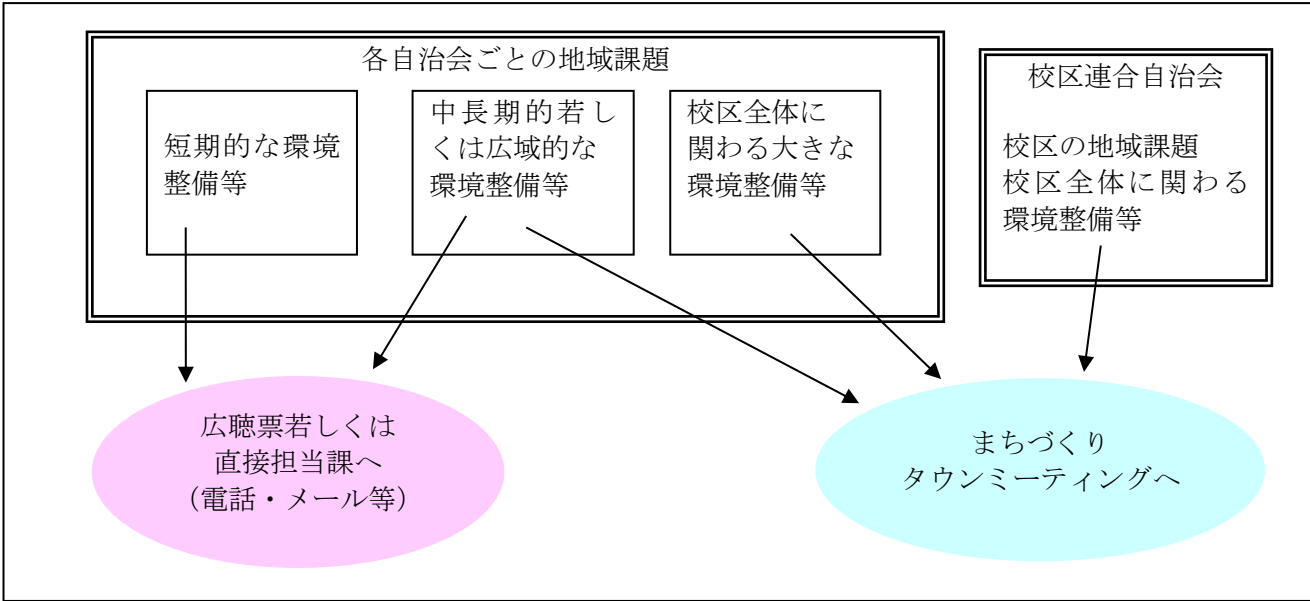 各自治会ごとの地域課題
短期的な環境
整備等
中長期的若し
くは広域的な
環境整備等
校区全体に
関わる大きな
環境整備等
校区連合自治会
校区の地域課題
校区全体に関わる
環境整備等
広聴票若しくは
直接担当課へ
（電話・メール等）
まちづくり
タウンミーティングへ